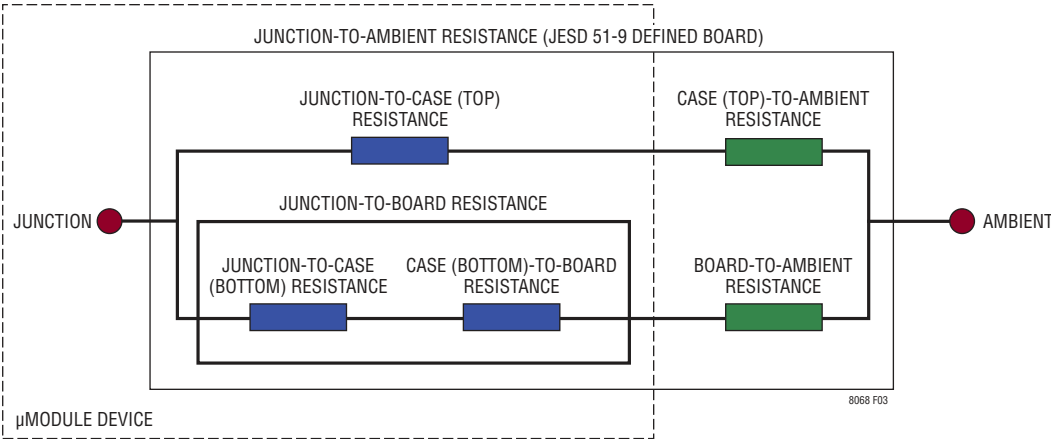 JUNCTION-TO-AMBIENT RESISTANCE (JESD 51-9 DEFINED BOARD)
JUNCTION-TO-CASE (TOP)
RESISTANCE
CASE (TOP)-TO-AMBIENT
RESISTANCE
JUNCTION
JUNCTION-TO-BOARD RESISTANCE
AMBIENT
JUNCTION-TO-CASE
(BOTTOM) RESISTANCE
CASE (BOTTOM)-TO-BOARD
RESISTANCE
BOARD-TO-AMBIENT
RESISTANCE
8068 F03
µMODULE DEVICE